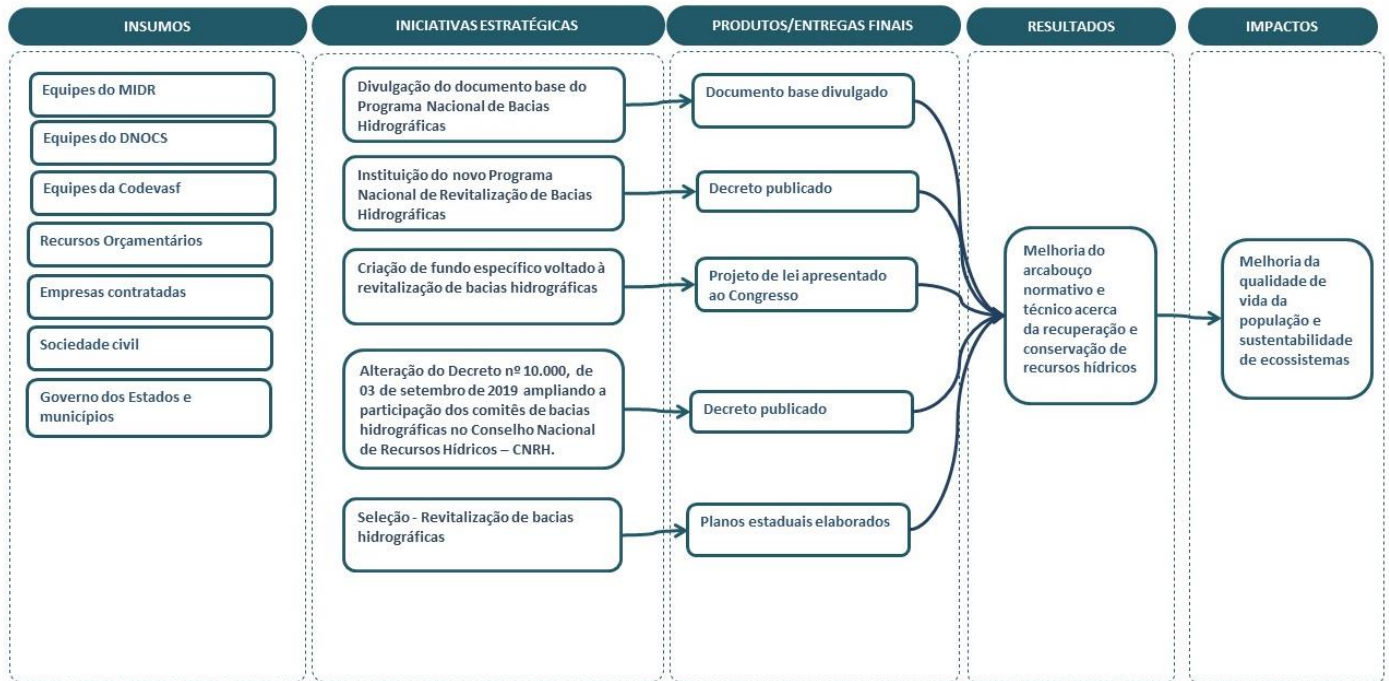 INSUMOS
INICIATIVAS ESTRATÉGICAS
PRODUTOS/ENTREGAS FINAIS
RESULTADOS
IMPACTOS
Equipes do MIDR
Equipes do DNOCS
Equipes da Codevasf
Recursos Orçamentários
Empresas contratadas
Sociedade civil
Governo dos Estados e
municípios
Divulgação do documento base do
Programa Nacional de Bacias
Hidrográficas
Instituição do novo Programa
Nacional de Revitalização de Bacias
Hidrográficas
Criação de fundo específico voltado à
revitalização de bacias hidrográficas
Alteração do Decreto nº 10.000, de
03 de setembro de 2019 ampliando a
participação dos comitês de bacias
hidrográficas no Conselho Nacional
de Recursos Hídricos – CNRH.
Seleção - Revitalização de bacias
hidrográficas
Documento base divulgado
Decreto publicado
Projeto de lei apresentado
ao Congresso
Decreto publicado
Planos estaduais elaborados
Melhoria do
arcabouço
normativo e
técnico acerca
da recuperação e
conservação de
recursos hídricos
Melhoria da
qualidade de
vida da
população e
sustentabilidade
de ecossistemas